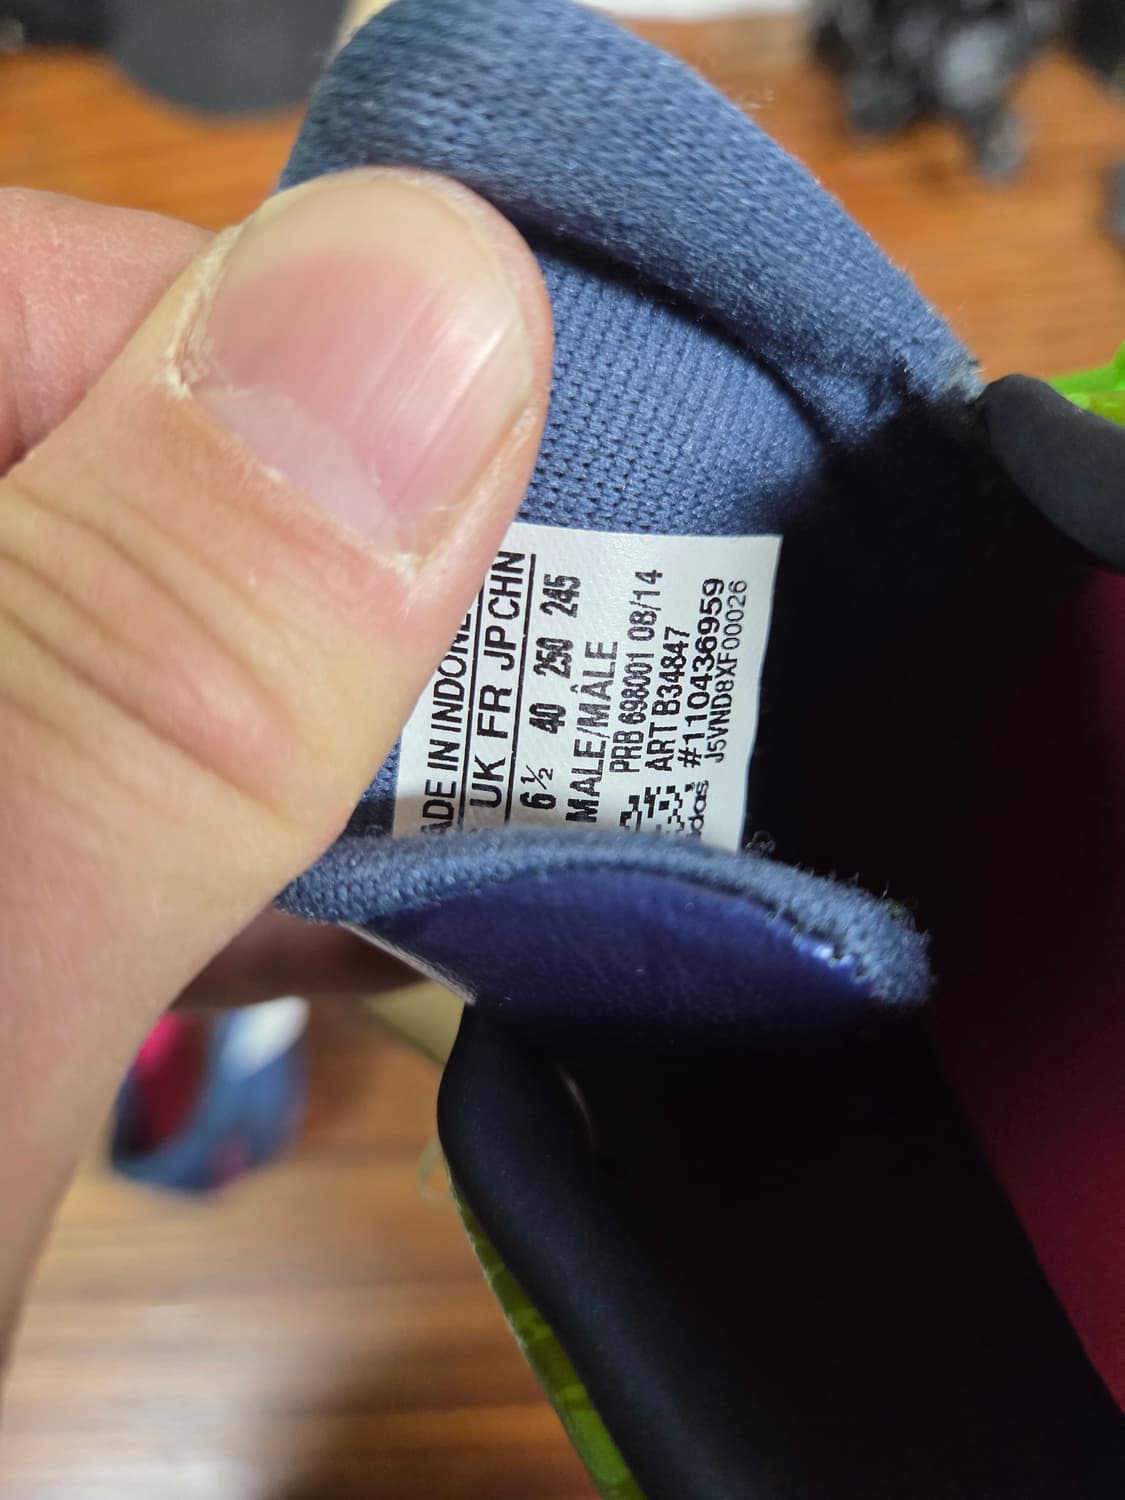 ADE IN INDONE
UK FR JP CHN
6½ 40 250 245
MALE/MÂLE
PRB 698001 08/14
ART B34847
#110436959
J5VND8XF00026
das